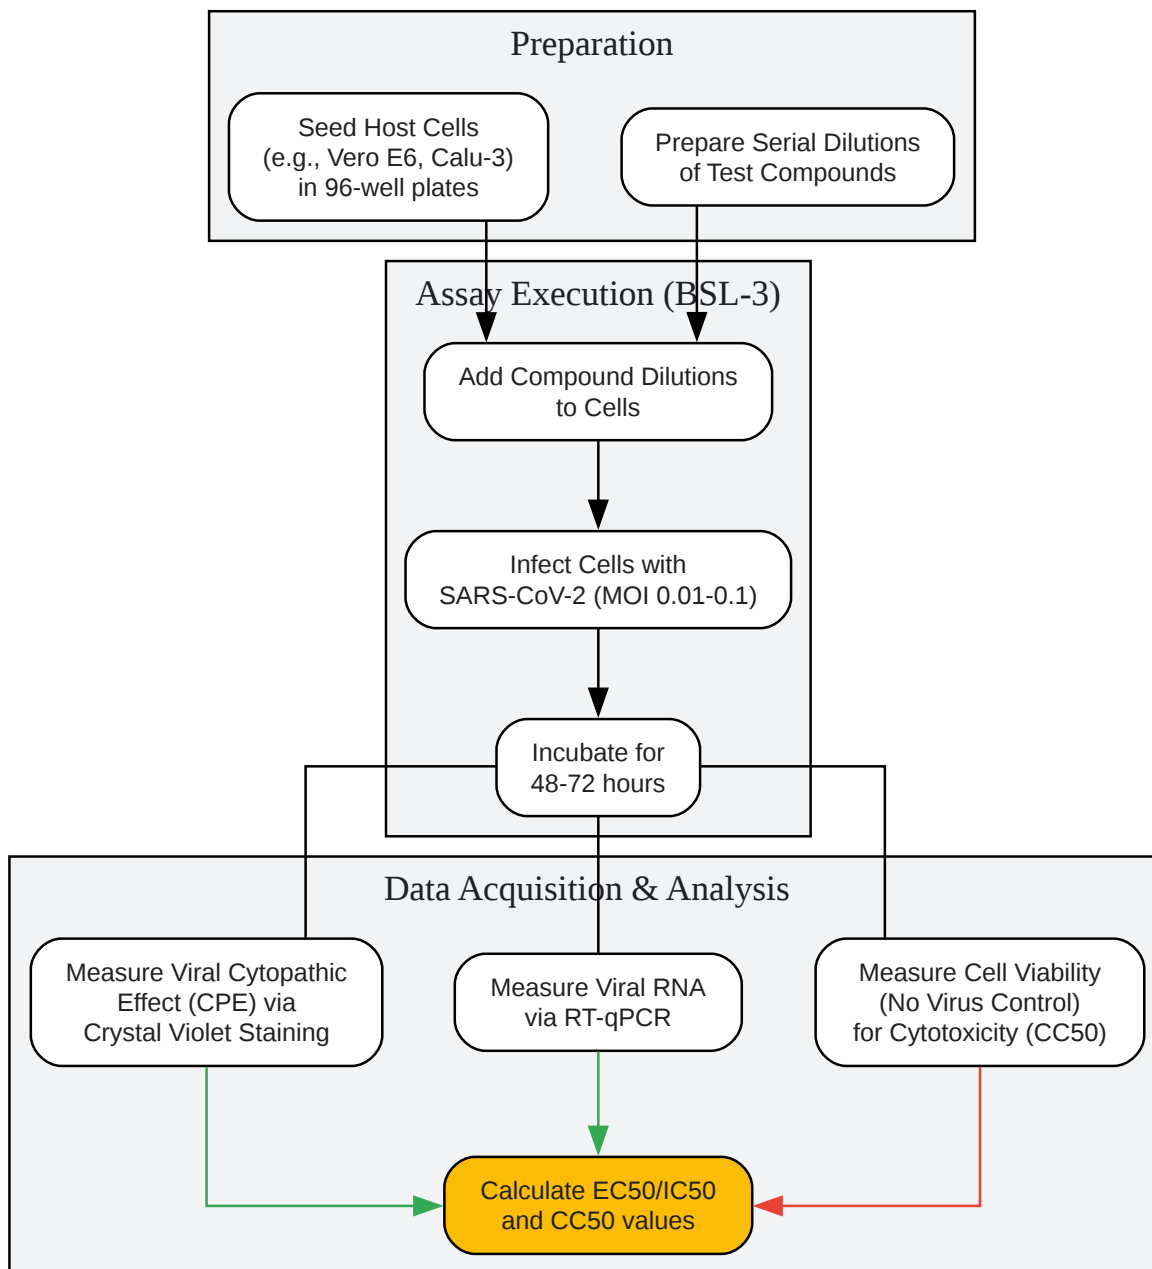 Preparation
Seed Host Cells
(e.g., Vero E6, Calu-3)
in 96-well plates
Prepare Serial Dilutions
of Test Compounds
Assay Execution (BSL-3)
Add Compound Dilutions
to Cells
Infect Cells with
SARS-CoV-2 (MOI 0.01-0.1)
Incubate for
48-72 hours
Data Acquisition & Analysis
Measure Viral Cytopathic
Effect (CPE) via
Crystal Violet Staining
Measure Viral RNA
via RT-qPCR
Measure Cell Viability
(No Virus Control)
for Cytotoxicity (CC50)
Calculate EC50/IC50
and CC50 values